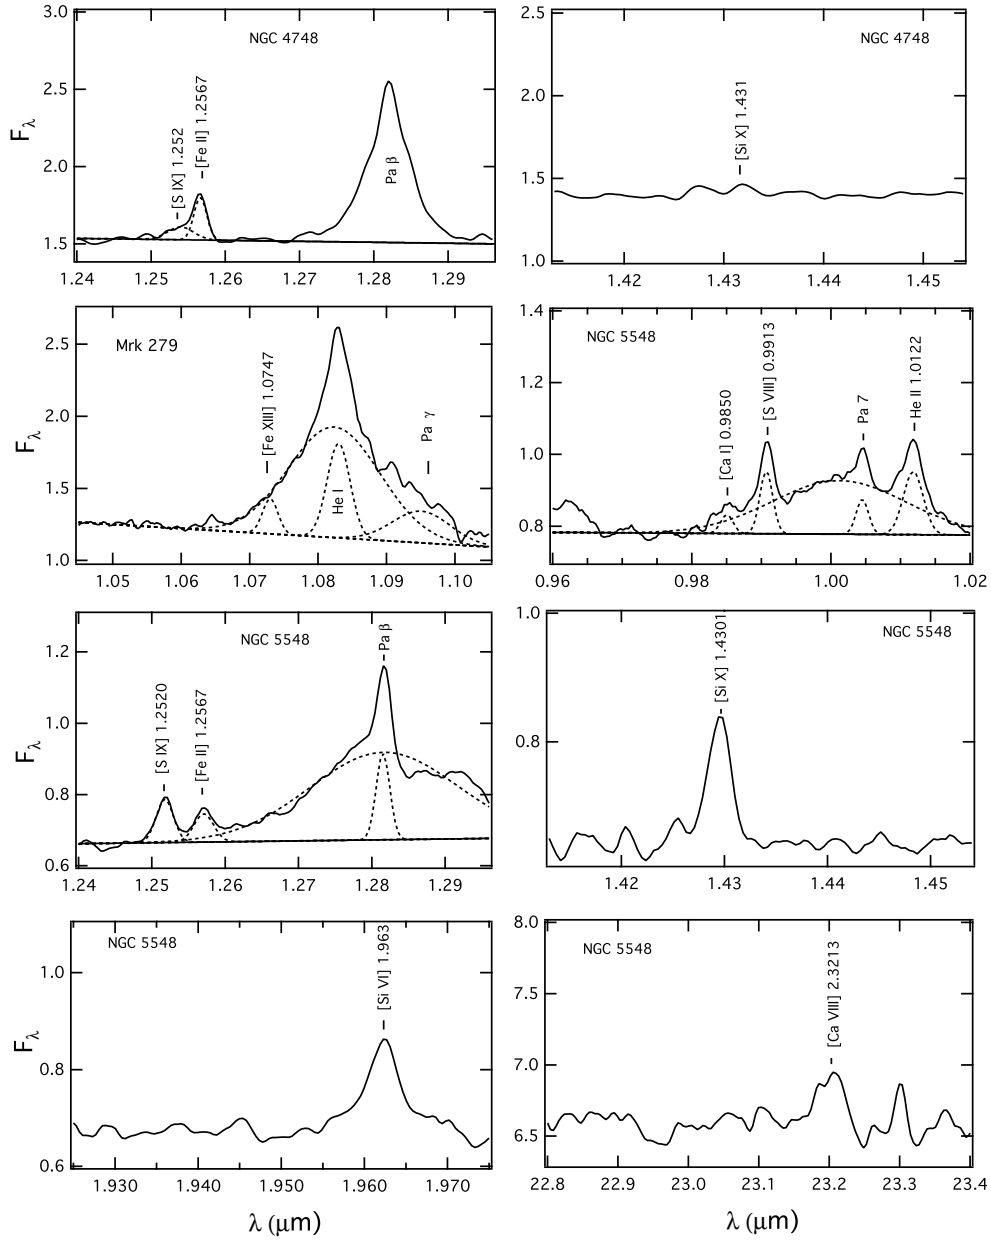 NGC 4748
Fλ
3.0
2.5
2.0
1.5
[S IX] 1.252
[Fe II] 1.2567
Pa β
1.24 1.25 1.26 1.27 1.28 1.29
NGC 4748
2.5
2.0
1.5
1.0
[Si X] 1.431
1.42 1.43 1.44 1.45
Mrk 279
Fλ
2.5
2.0
1.5
1.0
[Fe XIII] 1.0747
He I
Pa γ
1.05 1.06 1.07 1.08 1.09 1.10
NGC 5548
1.4
1.2
1.0
0.8
[Ca I] 0.9850
[S VIII] 0.9913
Pa 7
He II 1.0122
0.96 0.98 1.00 1.02
NGC 5548
Fλ
1.2
1.0
0.8
0.6
[S IX] 1.2520
[Fe II] 1.2567
Pa β
1.24 1.25 1.26 1.27 1.28 1.29
NGC 5548
1.0
0.8
[Si X] 1.4301
1.42 1.43 1.44 1.45
NGC 5548
Fλ
1.0
0.8
0.6
[Si VI] 1.963
1.930 1.940 1.950 1.960 1.970
λ (μm)
NGC 5548
8.0
7.5
7.0
6.5
[Ca VIII] 2.3213
22.8 22.9 23.0 23.1 23.2 23.3 23.4
λ (μm)